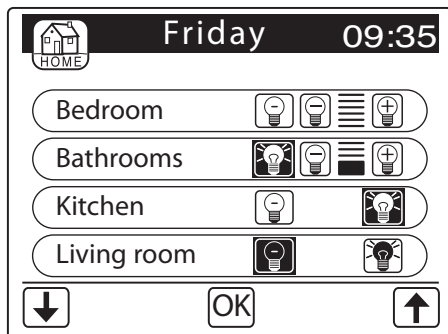 Friday 09:35
HOME
Bedroom
Bathrooms
Kitchen
Living room
OK